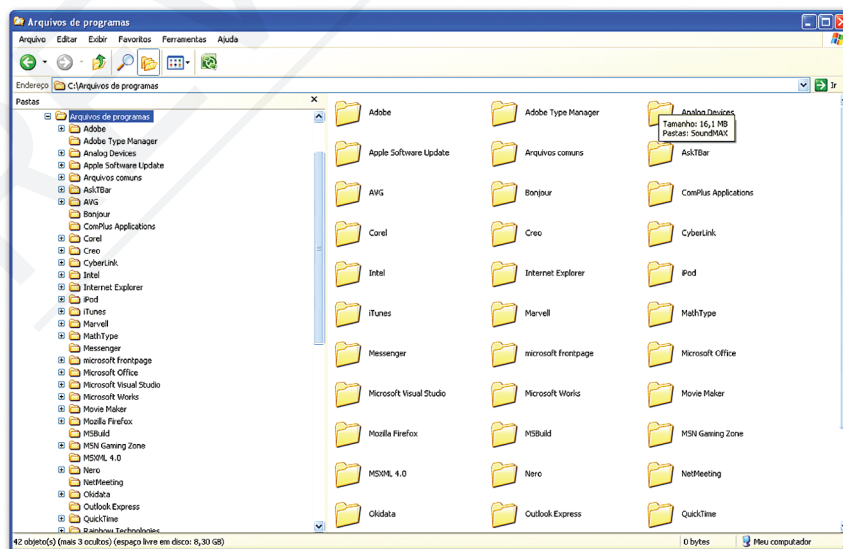 Arquivos de programas
Arquivo Editar Exibir Favoritos Ferramentas Ajuda
Endereço C:\Arquivos de programas Ir
Pastas
Arquivos de programas
Adobe
Adobe Type Manager
Analog Devices
Apple Software Update
Arquivos comuns
AskTBar
AVG
Bonjour
ComPlus Applications
Corel
Creo
CyberLink
Intel
Internet Explorer
iPod
iTunes
Marvell
MathType
Messenger
microsoft frontpage
Microsoft Office
Microsoft Visual Studio
Microsoft Works
Movie Maker
Mozilla Firefox
MSBuild
MSN Gaming Zone
MSXML 4.0
Nero
NetMeeting
Okidata
Outlook Express
QuickTime
Rainbow Technologies
Adobe Adobe Type Manager Analog Devices
Tamanho: 16,1 MB
Pastas: SoundMAX
Apple Software Update Arquivos comuns AskTBar
AVG Bonjour ComPlus Applications
Corel Creo CyberLink
Intel Internet Explorer iPod
iTunes Marvell MathType
Messenger microsoft frontpage Microsoft Office
Microsoft Visual Studio Microsoft Works Movie Maker
Mozilla Firefox MSBuild MSN Gaming Zone
MSXML 4.0 Nero NetMeeting
Okidata Outlook Express QuickTime
42 objeto(s) (mais 3 ocultos) (espaço livre em disco: 8,30 GB) 0 bytes Meu computador